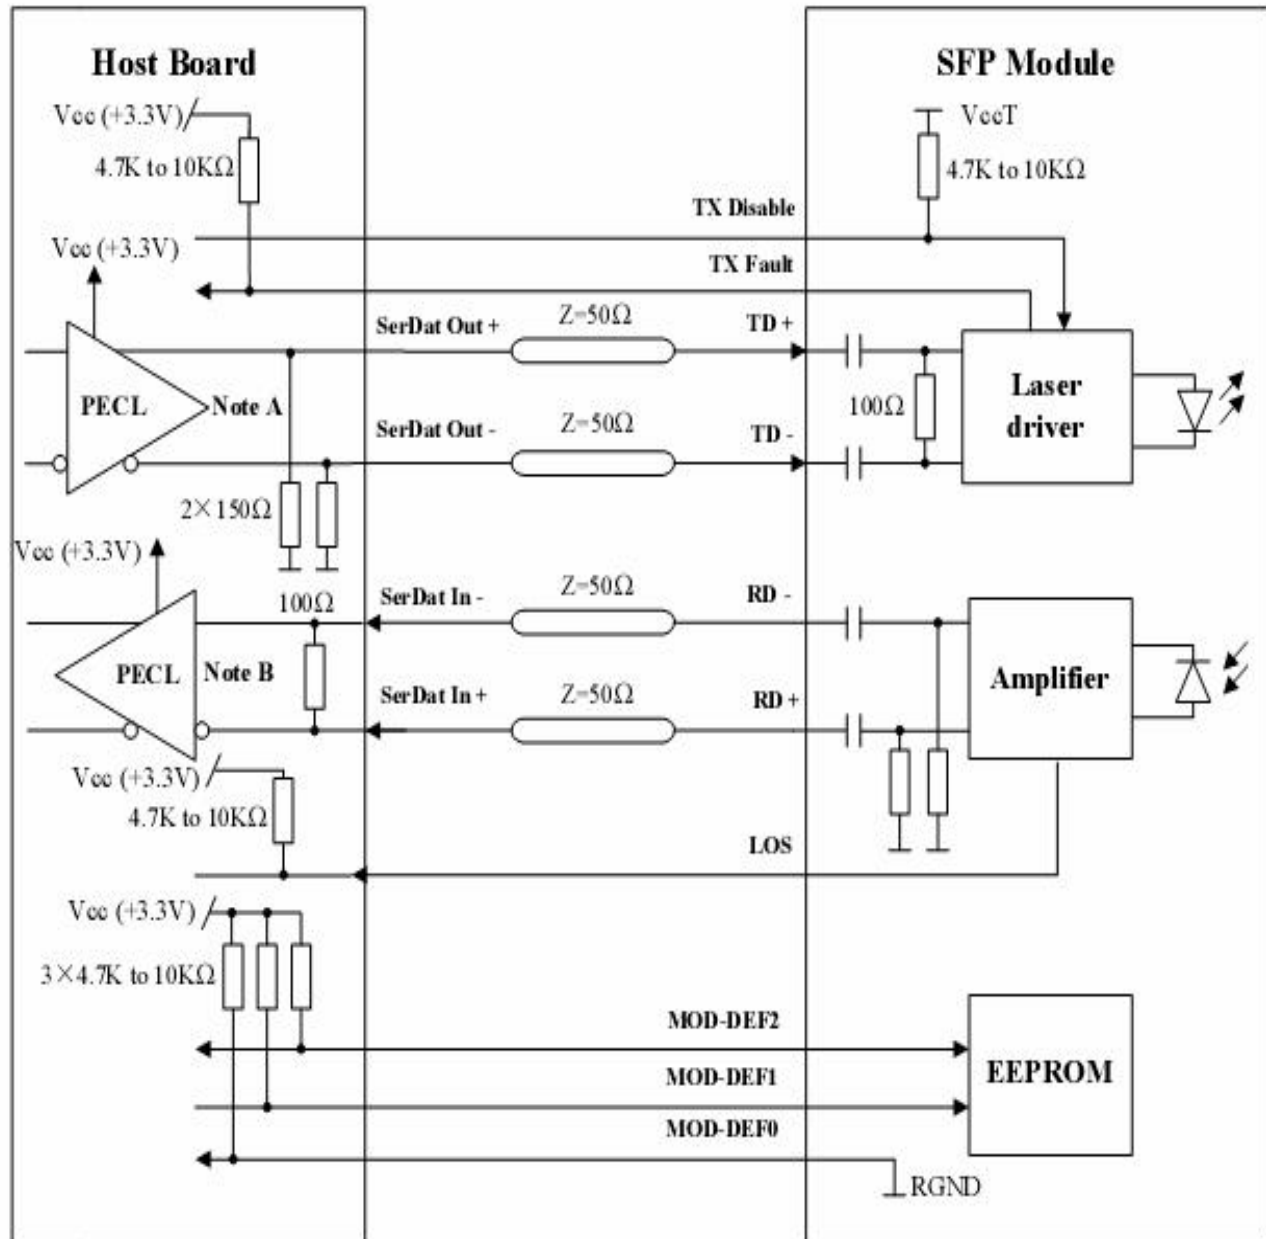 Host Board
SFP Module
Vcc (+3.3V)
VccT
4.7K to 10KΩ
4.7K to 10KΩ
TX Disable
Vcc (+3.3V)
TX Fault
SerDat Out +
Z=50Ω
TD +
PECL
Note A
100Ω
Laser
driver
SerDat Out -
Z=50Ω
TD -
2×150Ω
Vcc (+3.3V)
100Ω
SerDat In -
Z=50Ω
RD -
PECL
Note B
Amplifier
SerDat In +
Z=50Ω
RD +
Vcc (+3.3V)
4.7K to 10KΩ
LOS
Vcc (+3.3V)
3×4.7K to 10KΩ
MOD-DEF2
EEPROM
MOD-DEF1
MOD-DEF0
RGND